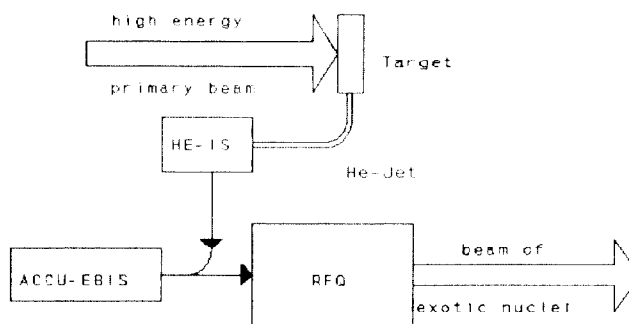 high energy
Target
primary beam
HE-IS
He-Jet
ACCU-EBIS
RFQ
beam of
exotic nuclei